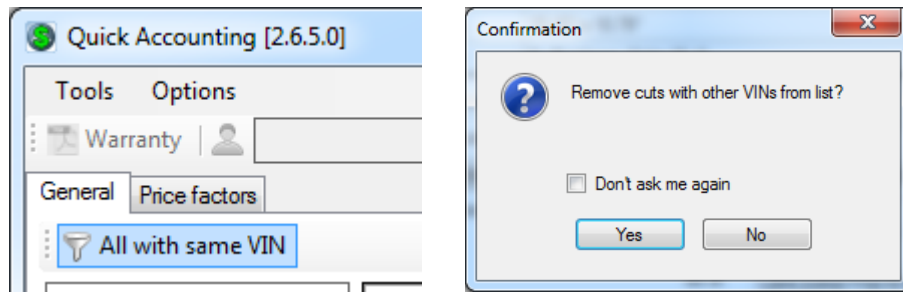 Quick Accounting [2.6.5.0]
Tools Options
Warranty
General Price factors
All with same VIN
Confirmation
Remove cuts with other VINs from list?
Don't ask me again
Yes No